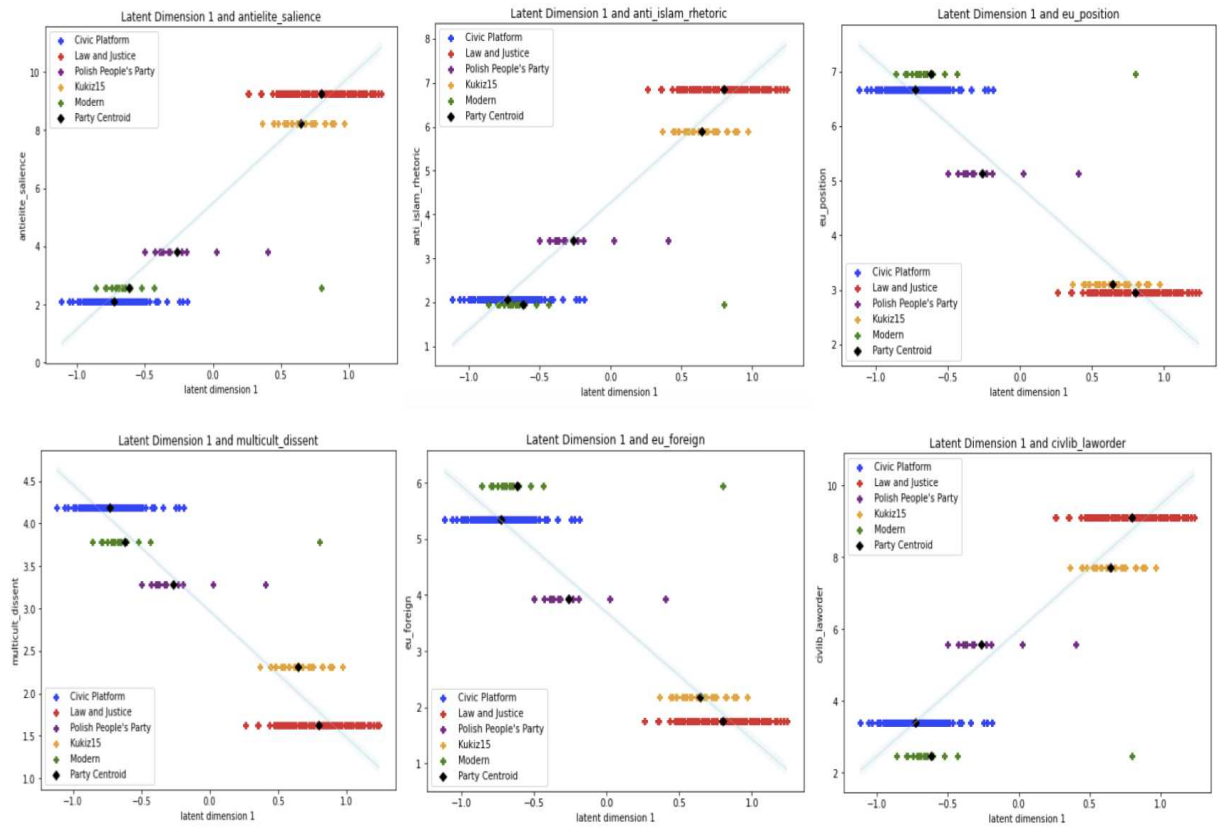 Latent Dimension 1 and antielite_salience
Civic Platform
Law and Justice
Polish People's Party
Kukiz15
Modern
Party Centroid
antielite_salience
10
8
6
4
2
0
−1.0 −0.5 0.0 0.5 1.0
latent dimension 1
Latent Dimension 1 and anti_islam_rhetoric
Civic Platform
Law and Justice
Polish People's Party
Kukiz15
Modern
Party Centroid
anti_islam_rhetoric
8
7
6
5
4
3
2
1
−1.0 −0.5 0.0 0.5 1.0
latent dimension 1
Latent Dimension 1 and eu_position
eu_position
7
6
5
4
3
2
Civic Platform
Law and Justice
Polish People's Party
Kukiz15
Modern
Party Centroid
−1.0 −0.5 0.0 0.5 1.0
latent dimension 1
Latent Dimension 1 and multicult_dissent
multicult_dissent
4.5
4.0
3.5
3.0
2.5
2.0
1.5
1.0
Civic Platform
Law and Justice
Polish People's Party
Kukiz15
Modern
Party Centroid
−1.0 −0.5 0.0 0.5 1.0
latent dimension 1
Latent Dimension 1 and eu_foreign
eu_foreign
6
5
4
3
2
1
Civic Platform
Law and Justice
Polish People's Party
Kukiz15
Modern
Party Centroid
−1.0 −0.5 0.0 0.5 1.0
latent dimension 1
Latent Dimension 1 and civlib_laworder
Civic Platform
Law and Justice
Polish People's Party
Kukiz15
Modern
Party Centroid
civlib_laworder
10
8
6
4
2
−1.0 −0.5 0.0 0.5 1.0
latent dimension 1